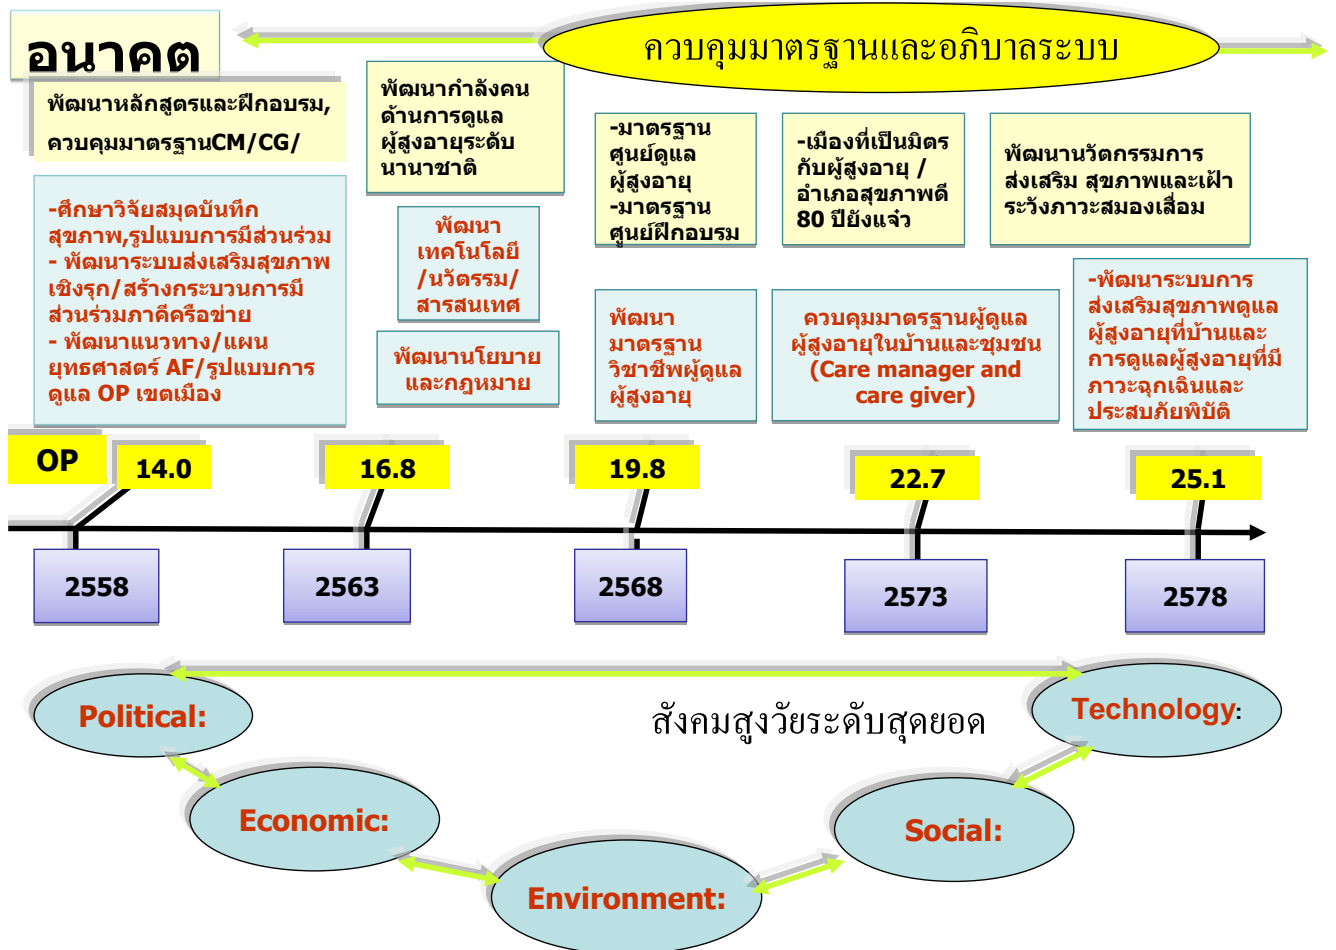 อนาคต
ควบคุมมาตรฐานและอภิบาลระบบ
พัฒนาหลักสูตรและฝึกอบรม,
ควบคุมมาตรฐานCM/CG/
พัฒนากำลังคน
ด้านการดูแล
ผู้สูงอายุระดับ
นานาชาติ
-มาตรฐาน
ศูนย์ดูแล
ผู้สูงอายุ
-มาตรฐาน
ศูนย์ฝึกอบรม
-เมืองที่เป็นมิตร
กับผู้สูงอายุ /
อำเภอสุขภาพดี
80 ปียังแจ๋ว
พัฒนานวัตกรรมการ
ส่งเสริม สุขภาพและเฝ้า
ระวังภาวะสมองเสื่อม
-ศึกษาวิจัยสมุดบันทึก
สุขภาพ,รูปแบบการมีส่วนร่วม
- พัฒนาระบบส่งเสริมสุขภาพ
เชิงรุก/สร้างกระบวนการมี
ส่วนร่วมภาคีครือข่าย
- พัฒนาแนวทาง/แผน
ยุทธศาสตร์ AF/รูปแบบการ
ดูแล OP เขตเมือง
พัฒนา
เทคโนโลยี
/นวัตรรม/
สารสนเทศ
พัฒนานโยบาย
และกฎหมาย
พัฒนา
มาตรฐาน
วิชาชีพผู้ดูแล
ผู้สูงอายุ
ควบคุมมาตรฐานผู้ดูแล
ผู้สูงอายุในบ้านและชุมชน
(Care manager and
care giver)
-พัฒนาระบบการ
ส่งเสริมสุขภาพดูแล
ผู้สูงอายุที่บ้านและ
การดูแลผู้สูงอายุที่มี
ภาวะฉุกเฉินและ
ประสบภัยพิบัติ
OP
14.0
16.8
19.8
22.7
25.1
2558
2563
2568
2573
2578
Political:
สังคมสูงวัยระดับสุดยอด
Technology:
Economic:
Social:
Environment: